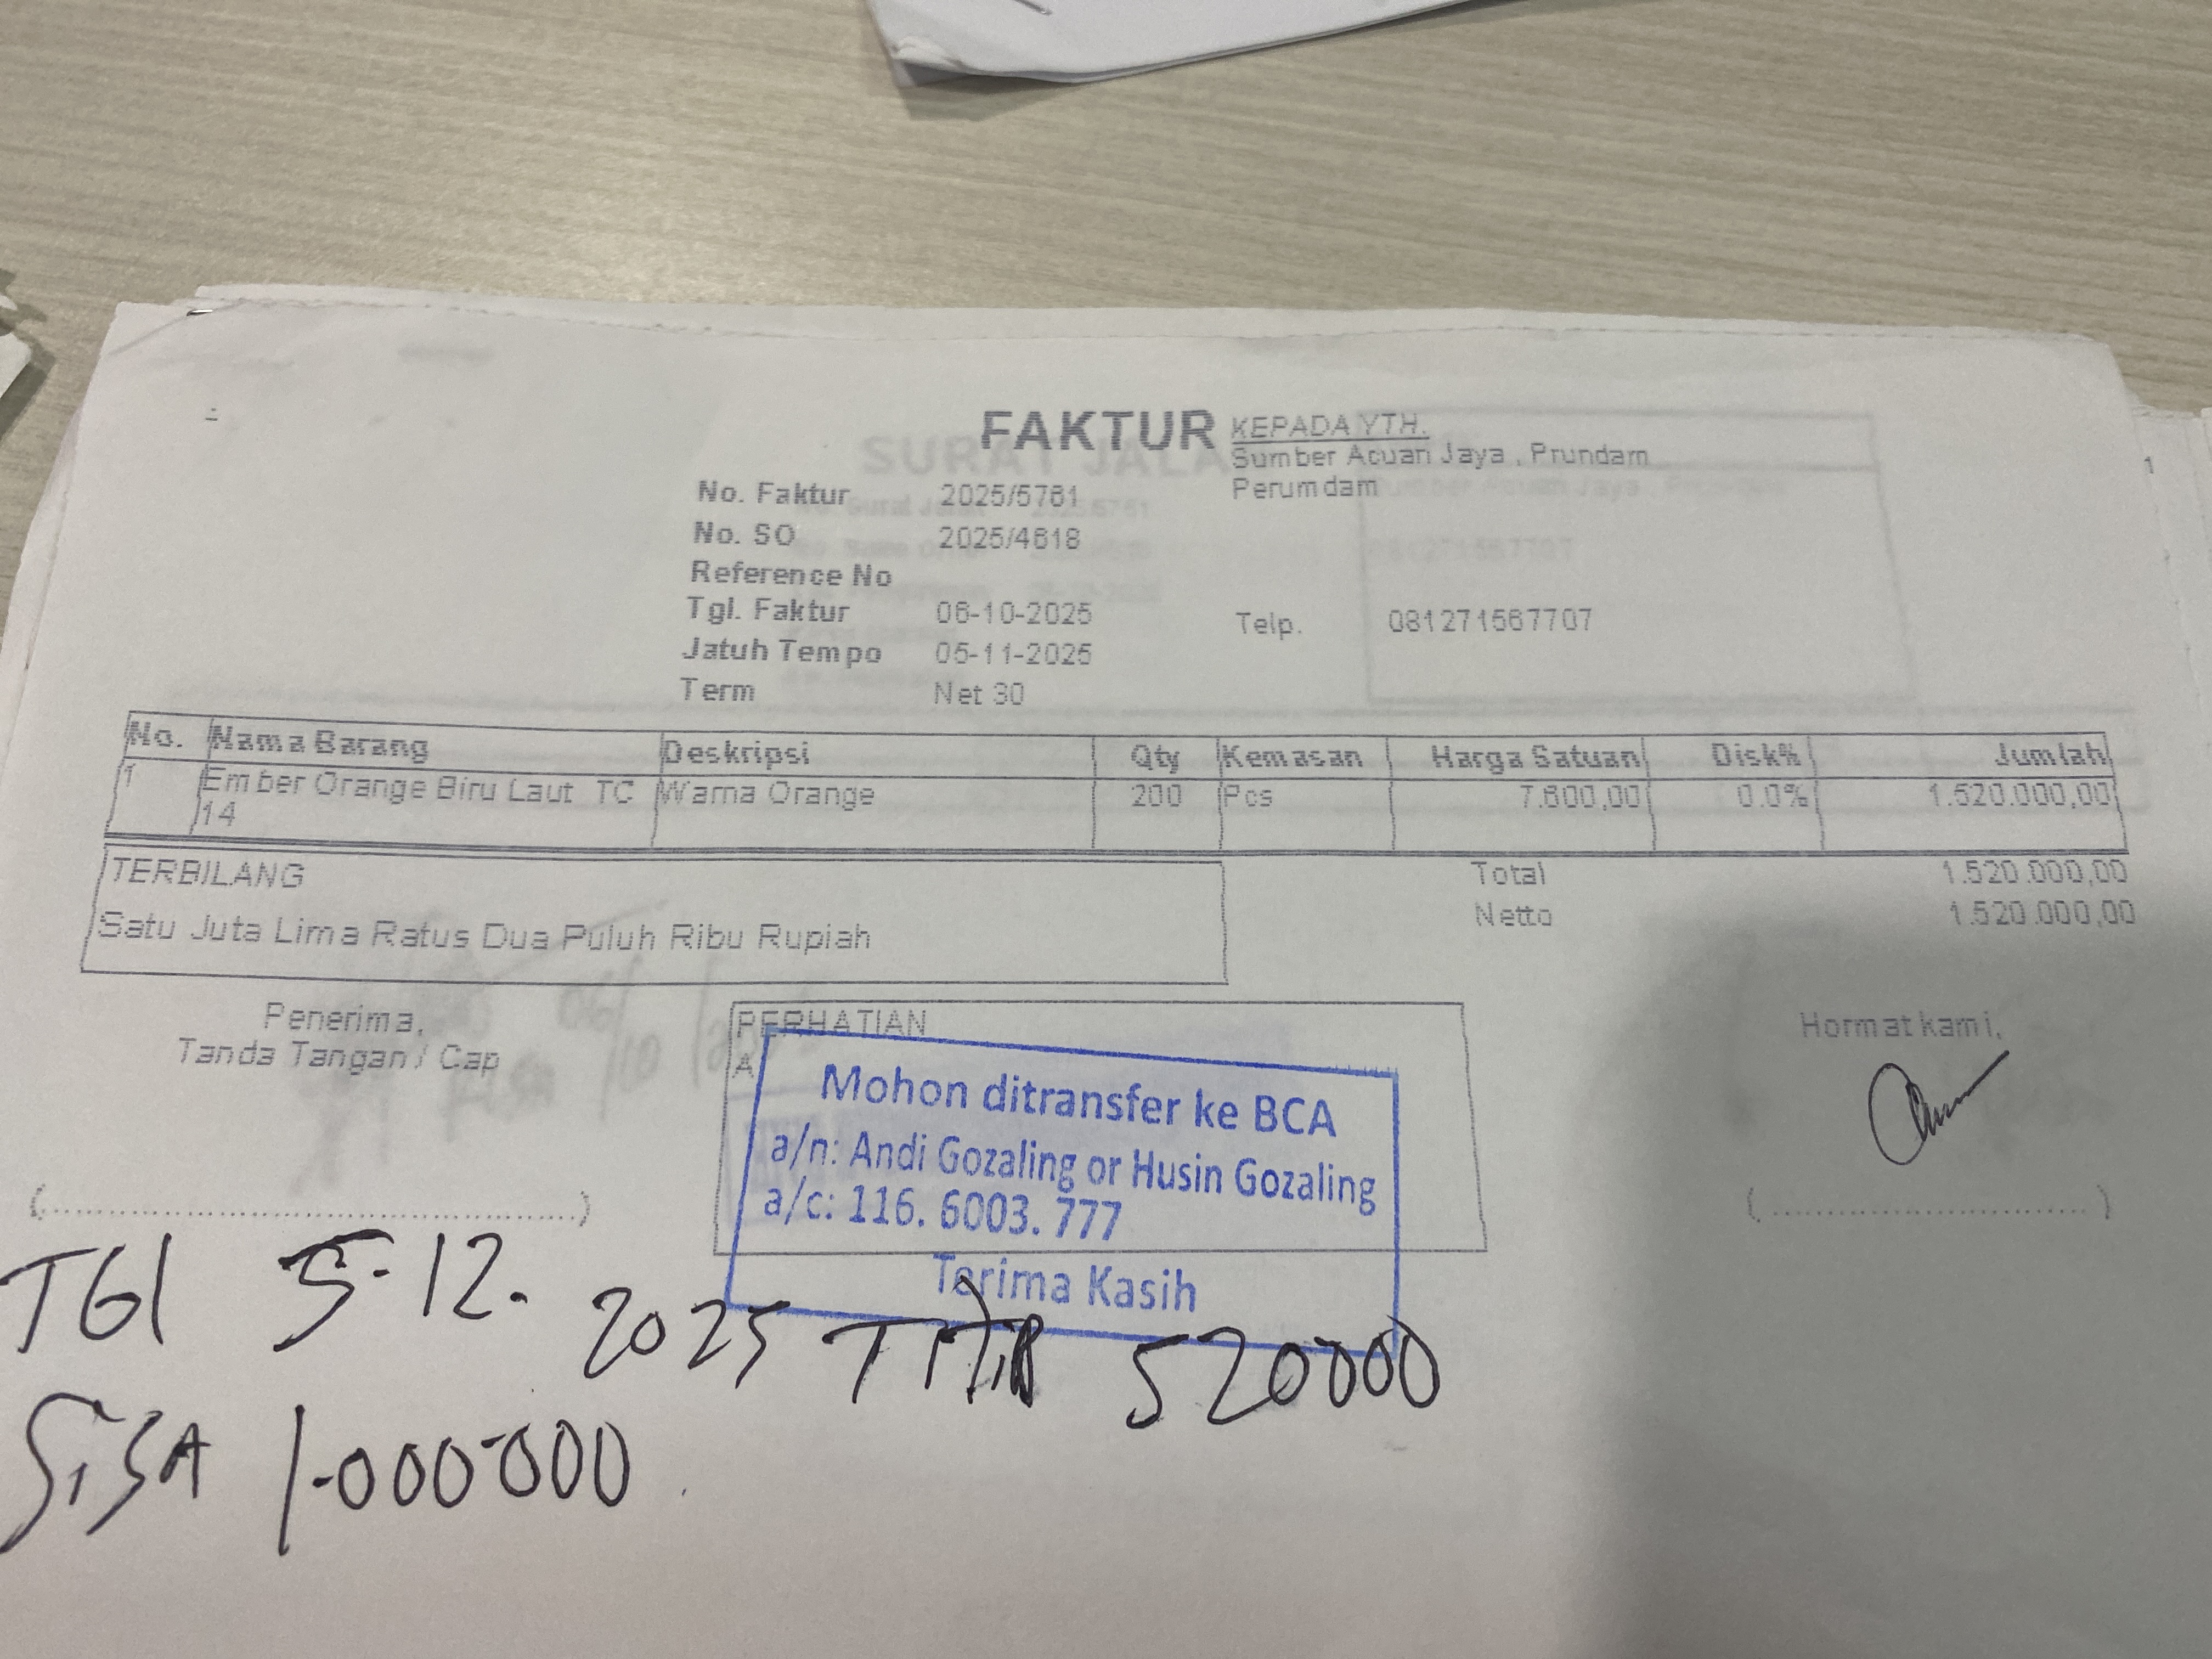 FAKTUR
KEPADA YTH.
Sumber Acuan Jaya , Prundam
Perumdam
SURAT JALA
No. Faktur 2025/5761
No. SO 2025/4618
Reference No
Tgl. Faktur 06-10-2025
Telp. 081271567707
Jatuh Tempo 05-11-2025
Term Net 30
No. Nama Barang Deskripsi Qty Kemasan Harga Satuan Disk% Jumlah
1 Ember Orange Biru Laut TC Warna Orange 200 Pcs 7.600,00 0.0% 1.520.000,00
14
TERBILANG
Total 1.520.000,00
Satu Juta Lima Ratus Dua Puluh Ribu Rupiah
Netto 1.520.000,00
Penerima,
Tanda Tangan / Cap
PERHATIAN
A
Hormat kami,
Mohon ditransfer ke BCA
a/n: Andi Gozaling or Husin Gozaling
a/c: 116. 6003. 777
Terima Kasih
TGl 5-12. 2025 520000
SiSA 1.000.000
1